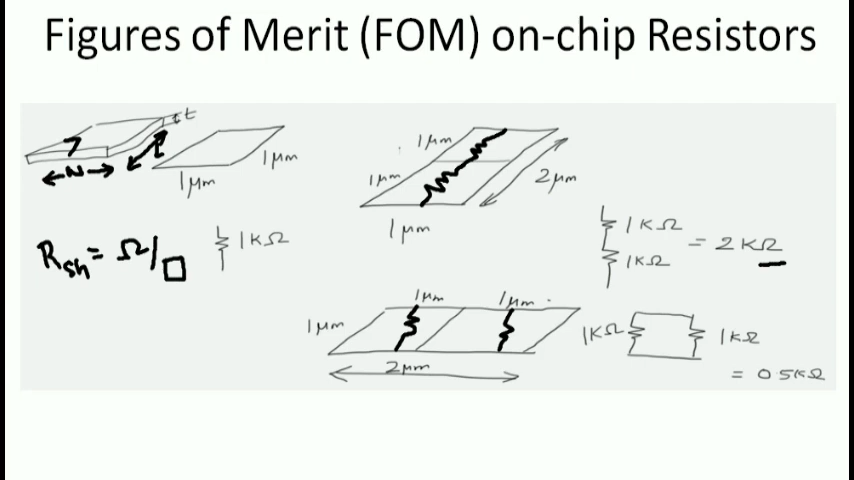 Figures of Merit (FOM) on-chip Resistors
t
W
L
1μm
1μm
Rsh = Ω/□
1KΩ
1μm
1μm
1μm
2μm
1KΩ
1KΩ
= 2KΩ
1μm
1μm
1μm
2μm
1KΩ
1KΩ
= 0.5KΩ